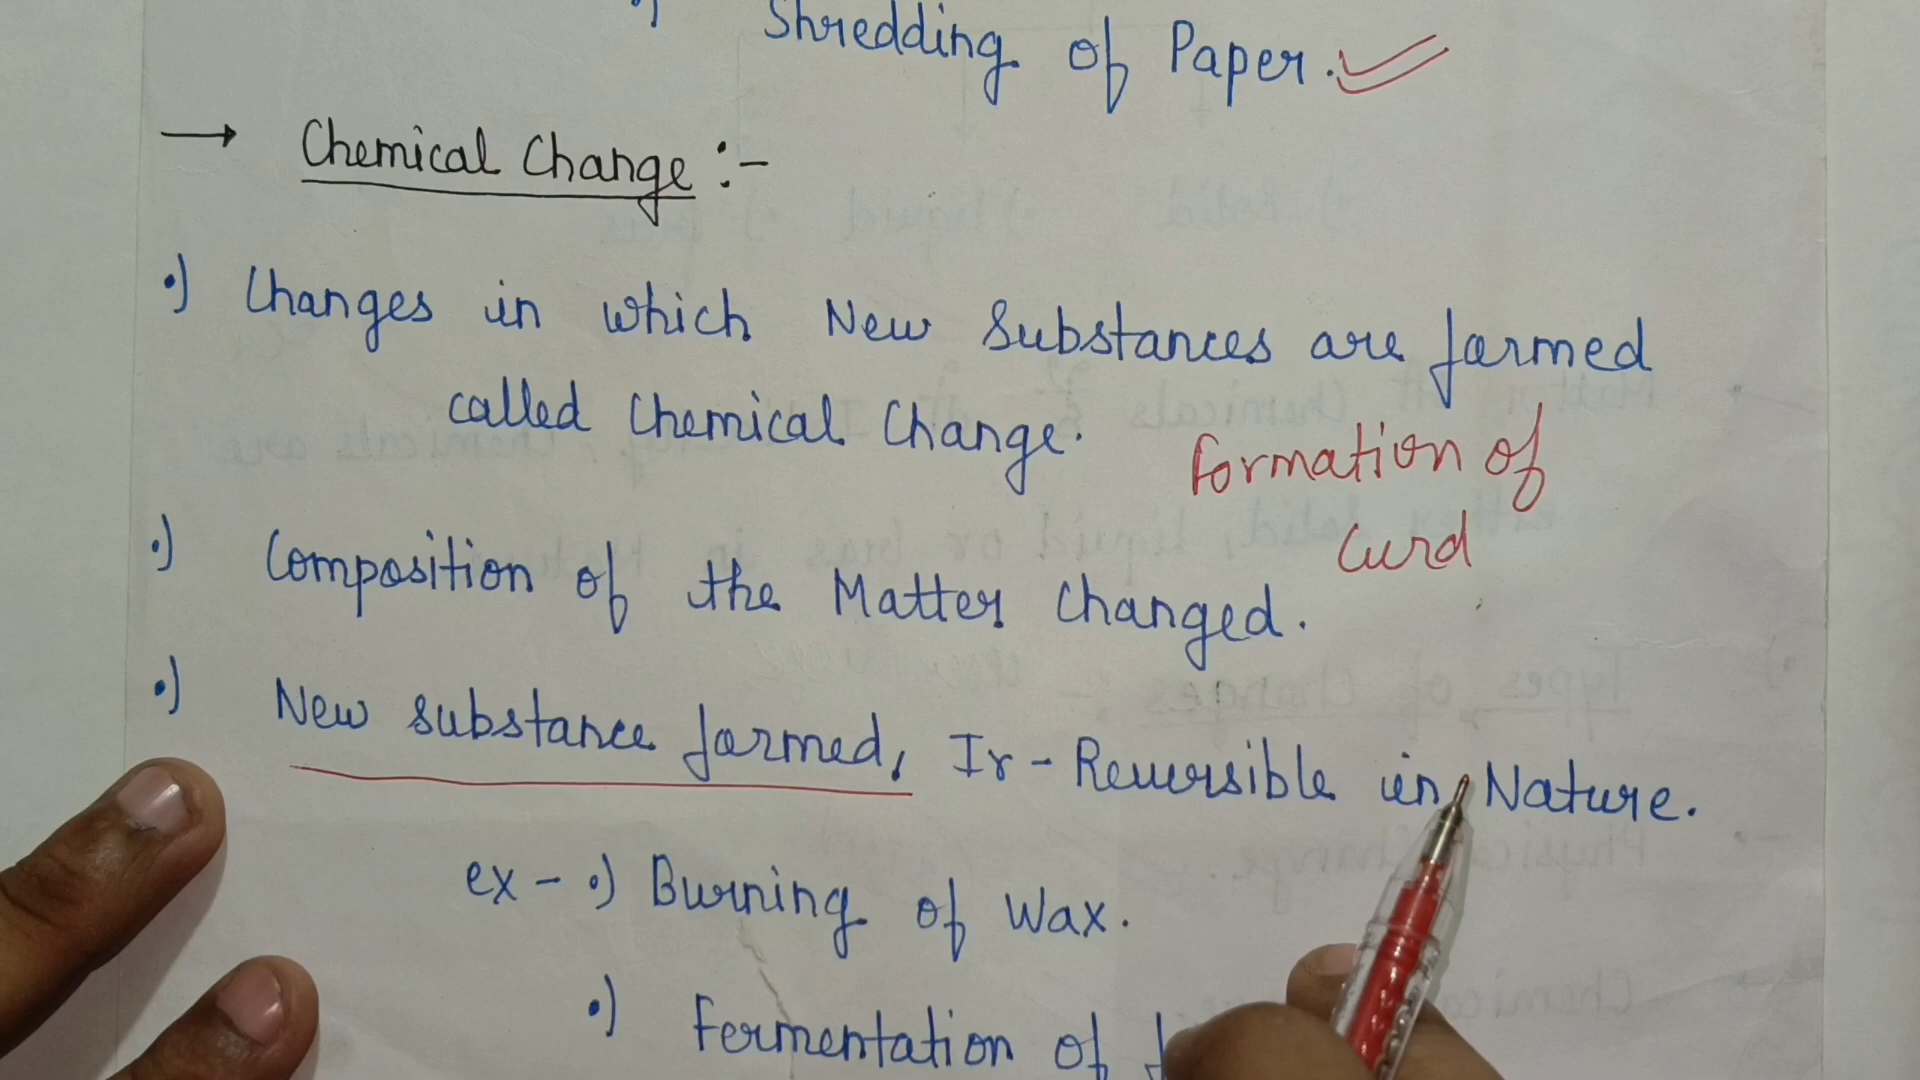 Shredding of Paper.
→ Chemical Change :-
•) Changes in which New Substances are formed
called Chemical Change.
Formation of
Curd
•) Composition of the Matter changed.
•) New substance formed, Ir-Reversible in Nature.
ex - •) Burning of Wax.
•) Fermentation of